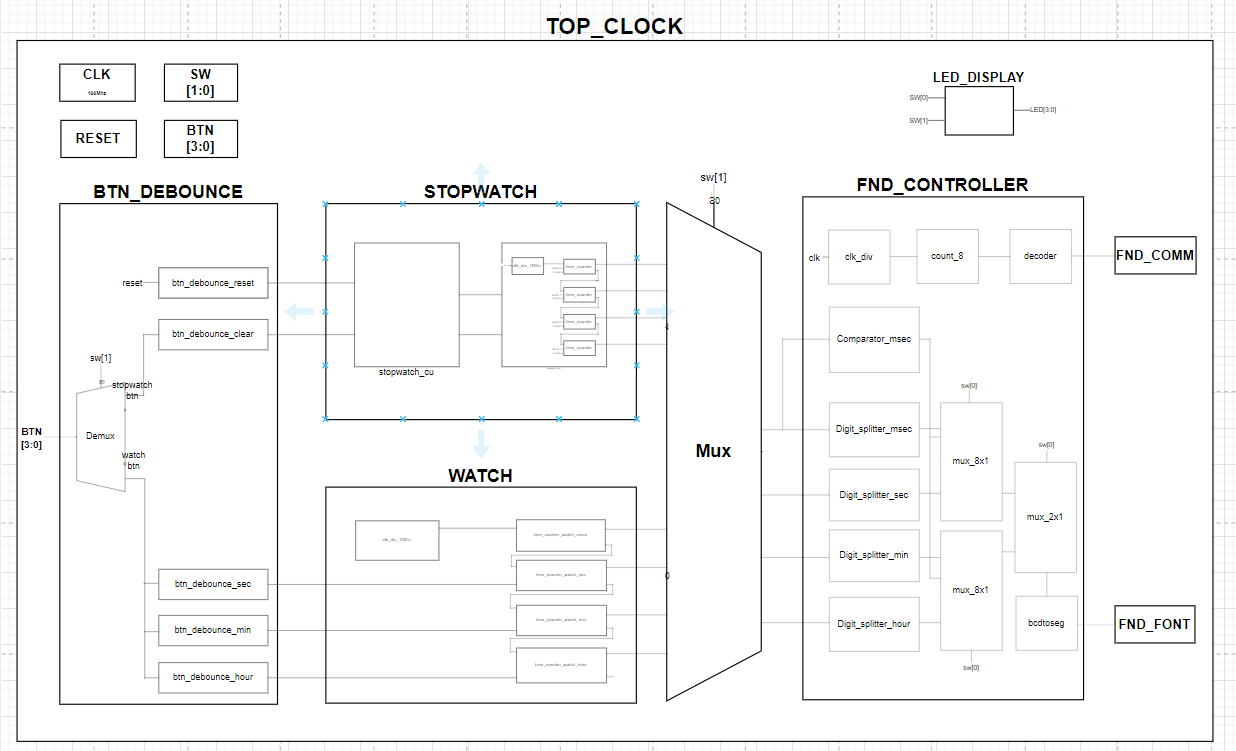 TOP_CLOCK
CLK
100Mhz
SW
[1:0]
RESET
BTN
[3:0]
LED_DISPLAY
SW[0]
SW[1]
LED[3:0]
BTN_DEBOUNCE
reset
btn_debounce_reset
btn_debounce_clear
sw[1]
stopwatch
btn
BTN
[3:0]
Demux
watch
btn
btn_debounce_sec
btn_debounce_min
btn_debounce_hour
STOPWATCH
stopwatch_cu
clk_div_100hz
time_counter
time_counter
time_counter
time_counter
WATCH
clk_div_100hz
time_counter_watch_msec
time_counter_watch_sec
time_counter_watch_min
time_counter_watch_hour
sw[1]
Mux
0
FND_CONTROLLER
clk
clk_div
count_8
decoder
Comparator_msec
Digit_splitter_msec
Digit_splitter_sec
Digit_splitter_min
Digit_splitter_hour
sw[0]
mux_8x1
mux_8x1
sw[0]
sw[0]
mux_2x1
bcdtoseg
FND_COMM
FND_FONT